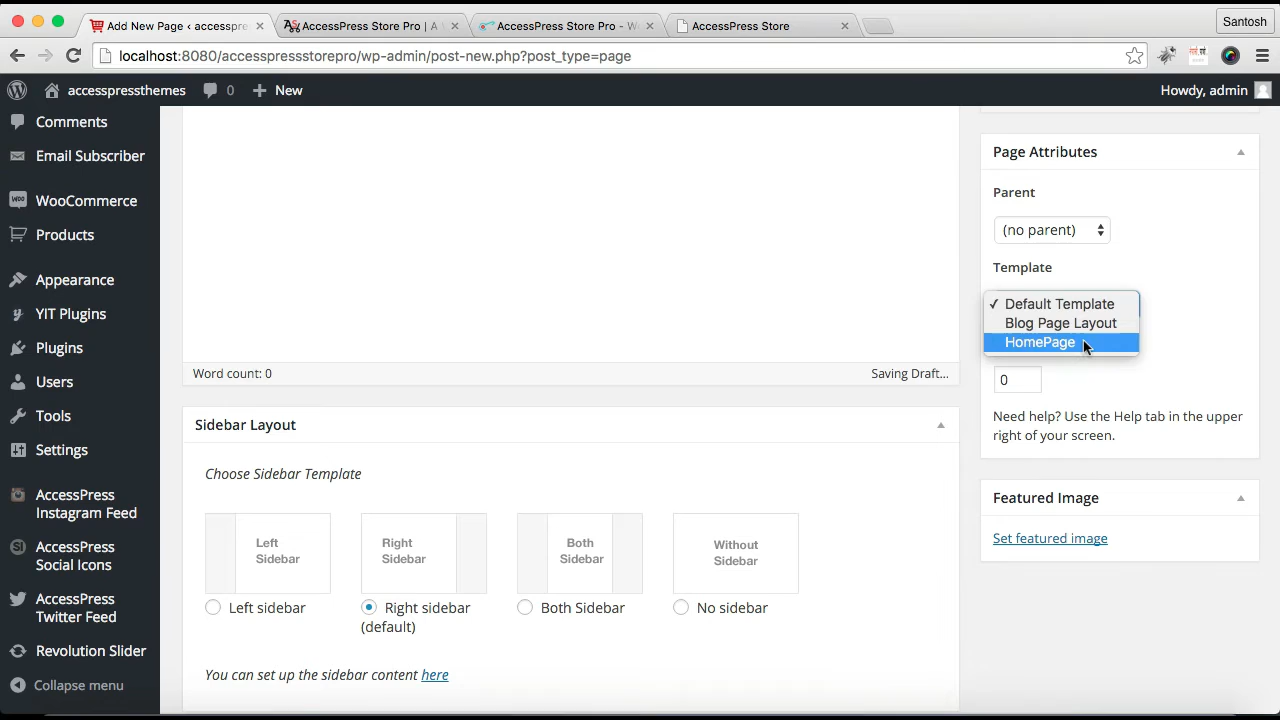 Add New Page ‹ accesspr
AccessPress Store Pro | A W
AccessPress Store Pro - Wo
AccessPress Store
Santosh
localhost:8080/accesspressstorepro/wp-admin/post-new.php?post_type=page
accesspressthemes
0
New
Howdy, admin
Comments
Email Subscriber
WooCommerce
Products
Appearance
YIT Plugins
Plugins
Users
Tools
Settings
AccessPress
Instagram Feed
AccessPress
Social Icons
AccessPress
Twitter Feed
Revolution Slider
Collapse menu
Word count: 0
Saving Draft...
Sidebar Layout
Choose Sidebar Template
Left
Sidebar
Right
Sidebar
Both
Sidebar
Without
Sidebar
Left sidebar
Right sidebar
(default)
Both Sidebar
No sidebar
You can set up the sidebar content here
Page Attributes
Parent
(no parent)
Template
Default Template
Blog Page Layout
HomePage
0
Need help? Use the Help tab in the upper
right of your screen.
Featured Image
Set featured image